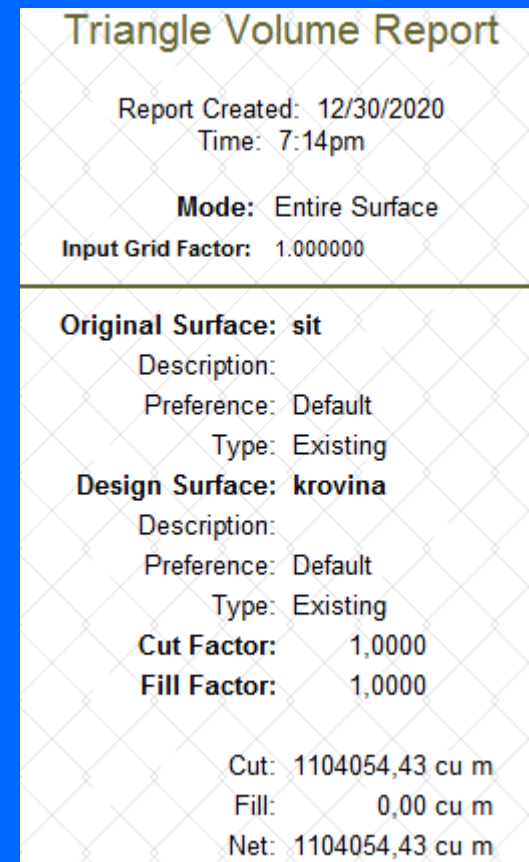 Triangle Volume Report
Report Created: 12/30/2020
Time: 7:14pm
Mode: Entire Surface
Input Grid Factor: 1.000000
Original Surface: sit
Description:
Preference: Default
Type: Existing
Design Surface: krovina
Description:
Preference: Default
Type: Existing
Cut Factor: 1,0000
Fill Factor: 1,0000
Cut: 1104054,43 cu m
Fill: 0,00 cu m
Net: 1104054,43 cu m